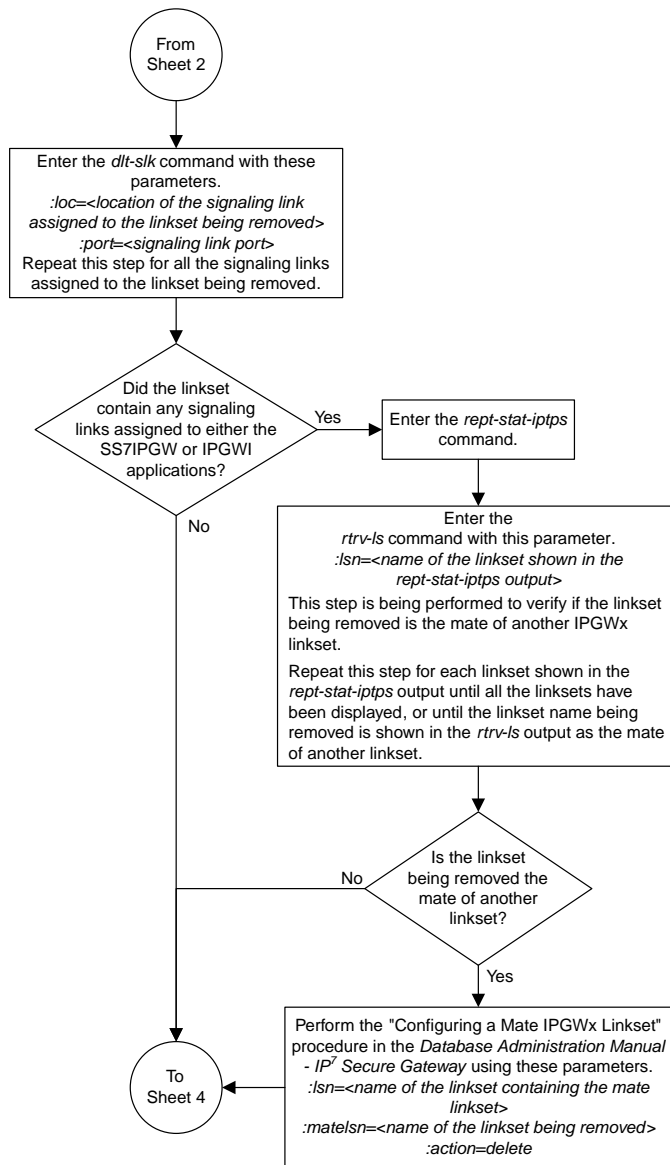 From
Sheet 2
Enter the dlt-slk command with these
parameters.
:loc=<location of the signaling link
assigned to the linkset being removed>
:port=<signaling link port>
Repeat this step for all the signaling links
assigned to the linkset being removed.
Did the linkset
contain any signaling
links assigned to either the
SS7IPGW or IPGWI
applications?
Yes
No
Enter the rept-stat-iptps
command.
Enter the
rtrv-ls command with this parameter.
:lsn=<name of the linkset shown in the
rept-stat-iptps output>
This step is being performed to verify if the linkset
being removed is the mate of another IPGWx
linkset.
Repeat this step for each linkset shown in the
rept-stat-iptps output until all the linksets have
been displayed, or until the linkset name being
removed is shown in the rtrv-ls output as the mate
of another linkset.
Is the linkset
being removed the
mate of another
linkset?
No
Yes
Perform the "Configuring a Mate IPGWx Linkset"
procedure in the Database Administration Manual
- IP⁷ Secure Gateway using these parameters.
:lsn=<name of the linkset containing the mate
linkset>
:matelsn=<name of the linkset being removed>
:action=delete
To
Sheet 4